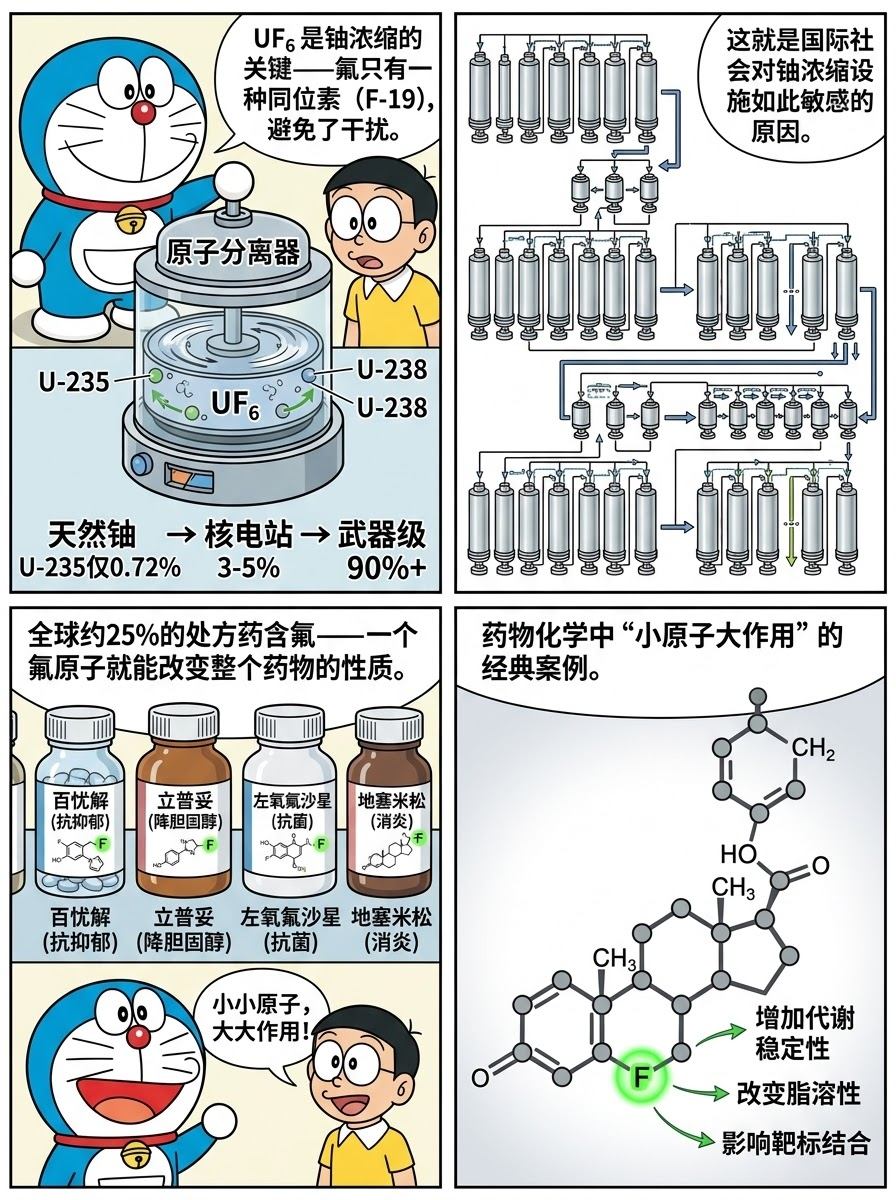 UF₆ 是铀浓缩的
关键——氟只有一
种同位素（F-19），
避免了干扰。
原子分离器
U-235
UF₆
U-238
U-238
天然铀 → 核电站 → 武器级
U-235仅0.72% 3-5% 90%+
这就是国际社
会对铀浓缩设
施如此敏感的
原因。
全球约25%的处方药含氟——一个
氟原子就能改变整个药物的性质。
百忧解
(抗抑郁)
F
HO
F
立普妥
(降胆固醇)
HO
F
左氧氟沙星
(抗菌)
HO
F
F
地塞米松
(消炎)
F
百忧解
(抗抑郁)
立普妥
(降胆固醇)
左氧氟沙星
(抗菌)
地塞米松
(消炎)
小小原子，
大大作用！
药物化学中“小原子大作用”的
经典案例。
CH₂
HO
O
CH₃
CH₃
O
F
增加代谢
稳定性
改变脂溶性
影响靶标结合